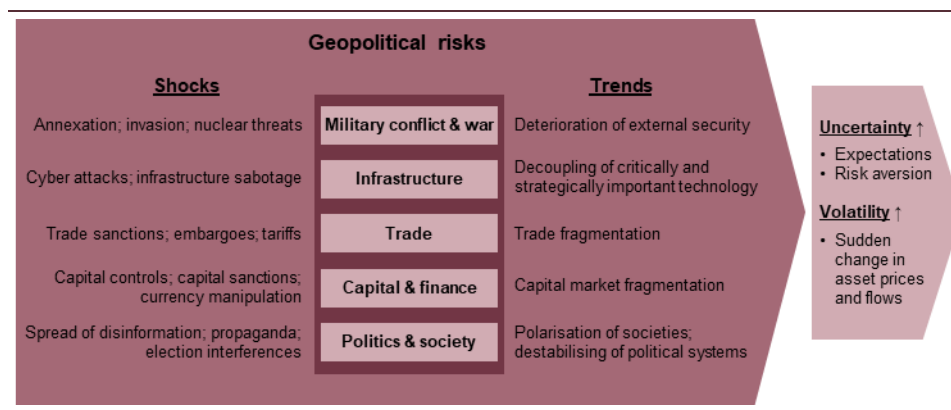 Geopolitical risks
Shocks
Trends
Annexation; invasion; nuclear threats
Military conflict & war
Deterioration of external security
Cyber attacks; infrastructure sabotage
Infrastructure
Decoupling of critically and
strategically important technology
Trade sanctions; embargoes; tariffs
Trade
Trade fragmentation
Capital controls; capital sanctions;
currency manipulation
Capital & finance
Capital market fragmentation
Spread of disinformation; propaganda;
election interferences
Politics & society
Polarisation of societies;
destabilising of political systems
Uncertainty ↑
• Expectations
• Risk aversion
Volatility ↑
• Sudden
change in
asset prices
and flows